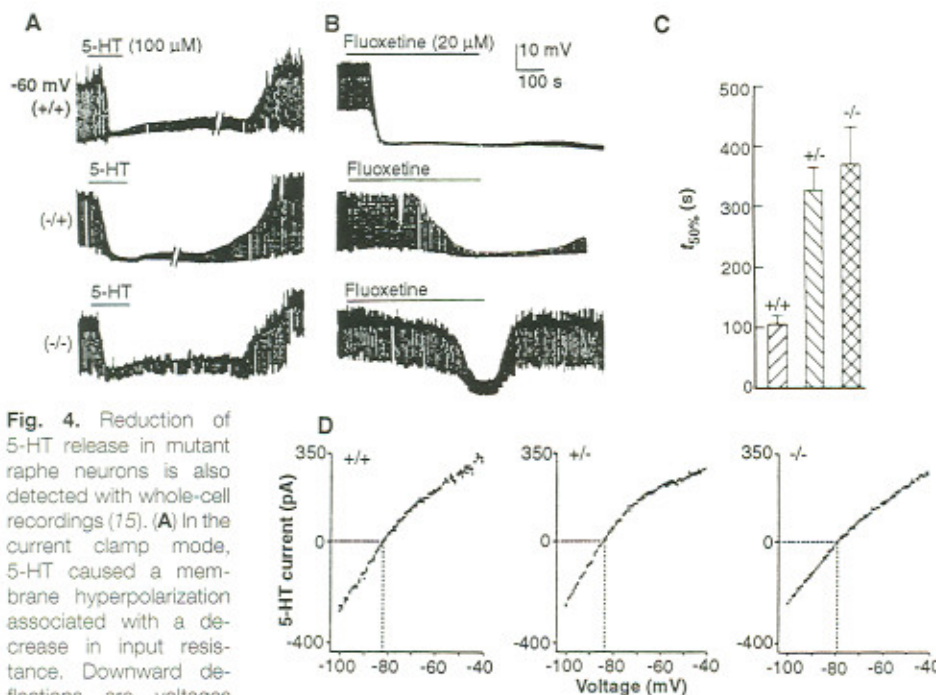 A
5-HT (100 µM)
-60 mV
(+/+)
5-HT
(-/+)
5-HT
(-/-)
B
Fluoxetine (20 µM)
10 mV
100 s
Fluoxetine
Fluoxetine
C
500
400
300
200
100
0
t50% (s)
+/+
+/-
-/-
Fig. 4. Reduction of
5-HT release in mutant
raphe neurons is also
detected with whole-cell
recordings (15). (A) In the
current clamp mode,
5-HT caused a mem-
brane hyperpolarization
associated with a de-
crease in input resis-
tance. Downward de-
flections are voltages
D
5-HT current (pA)
350
0
-400
+/+
-100 -80 -60 -40
350
0
-400
+/-
-100 -80 -60 -40
350
0
-400
-/-
-100 -80 -60 -40
Voltage (mV)